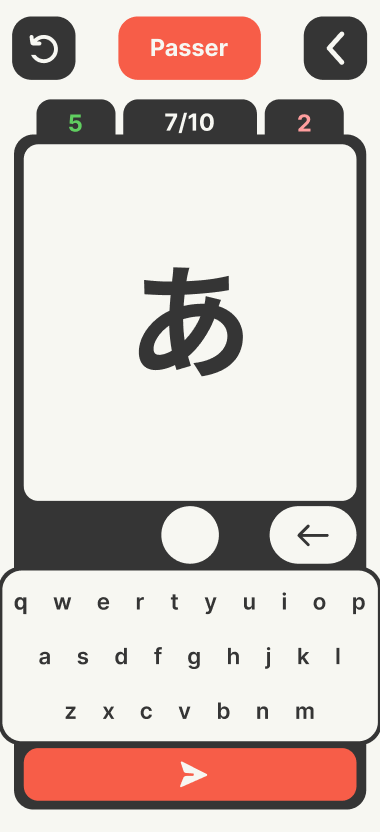 Passer
5 7/10 2
あ
q w e r t y u i o p
a s d f g h j k l
z x c v b n m